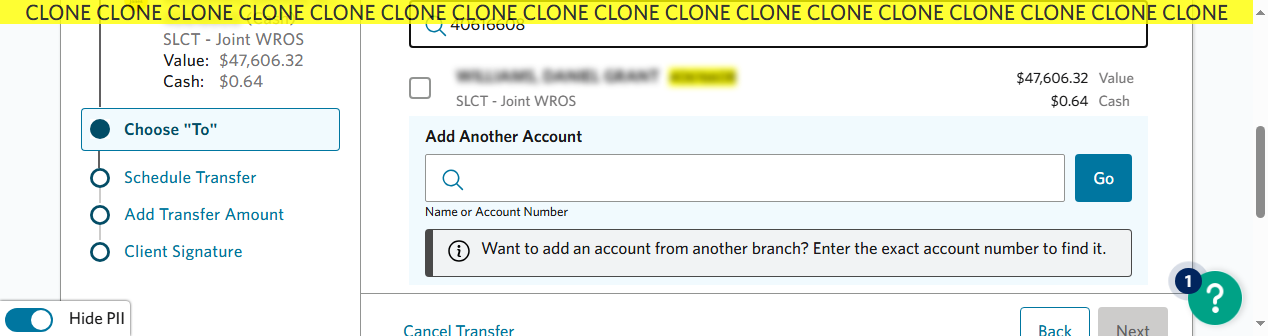 CLONE CLONE CLONE CLONE CLONE CLONE CLONE CLONE CLONE CLONE CLONE CLONE CLONE CLONE CLONE CLONE CLONE
SLCT - Joint WROS
Value: $47,606.32
Cash: $0.64
Choose "To"
Schedule Transfer
Add Transfer Amount
Client Signature
Hide PII
40616608
$47,606.32 Value
SLCT - Joint WROS
$0.64 Cash
Add Another Account
Go
Name or Account Number
Want to add an account from another branch? Enter the exact account number to find it.
1
?
Cancel Transfer
Back
Next